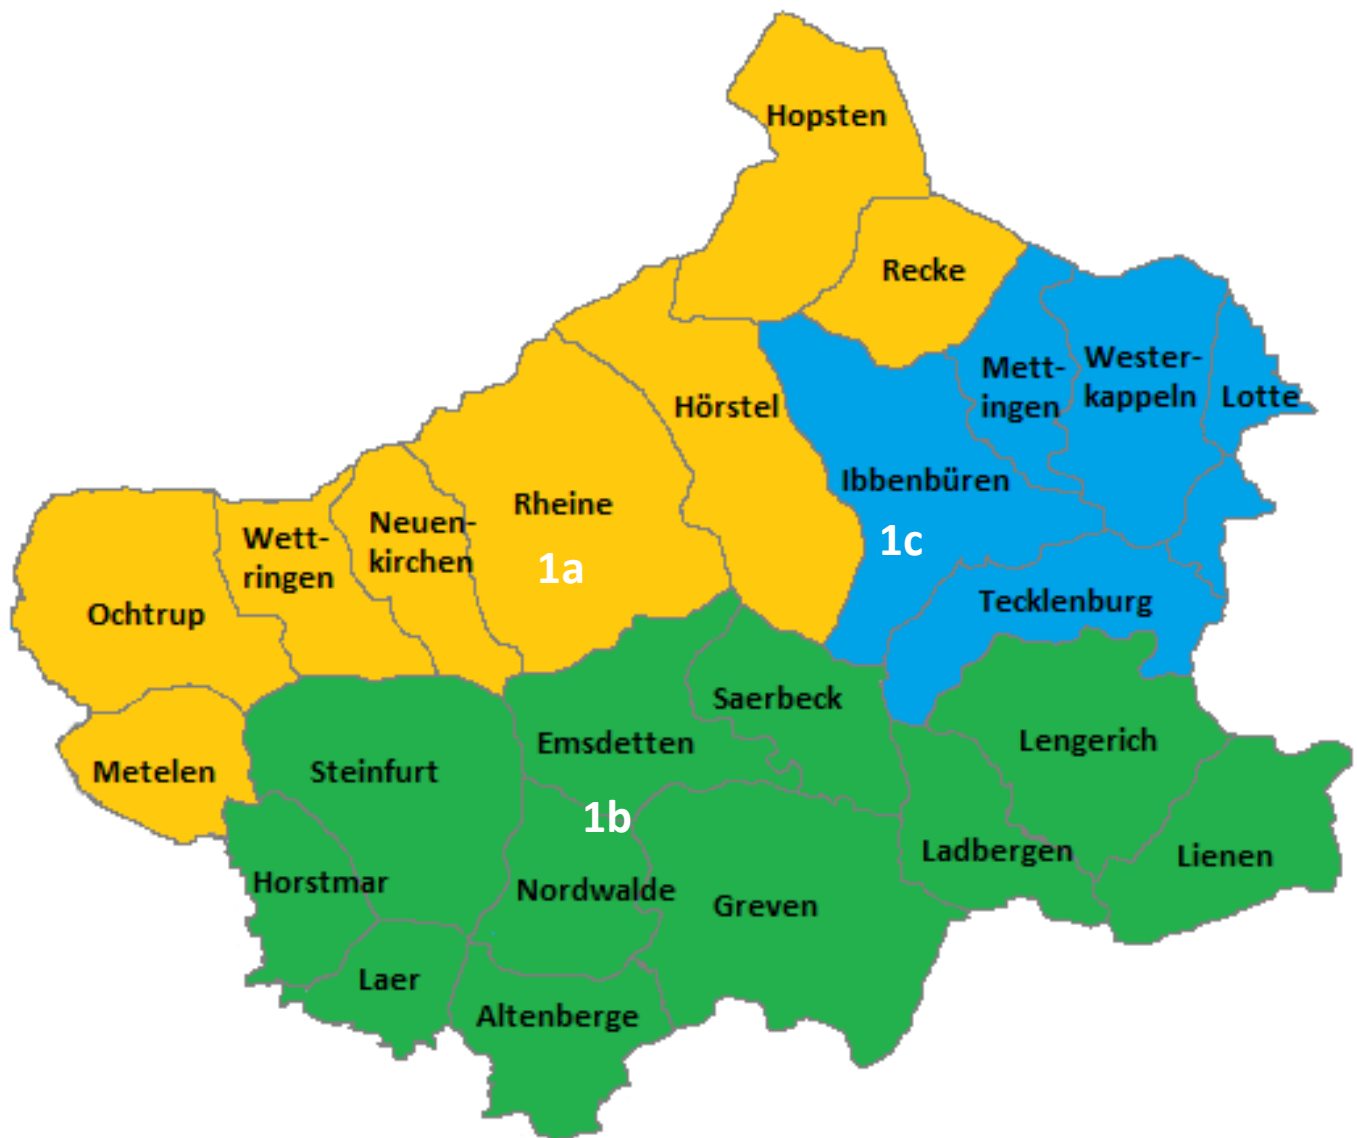 Hopsten
Recke
Mett-
ingen
Wester-
kappeln
Lotte
Hörstel
Ibbenbüren
1c
Rheine
1a
Neuen-
kirchen
Wett-
ringen
Ochtrup
Tecklenburg
Metelen
Steinfurt
Emsdetten
Saerbeck
Lengerich
1b
Horstmar
Nordwalde
Greven
Ladbergen
Lienen
Laer
Altenberge